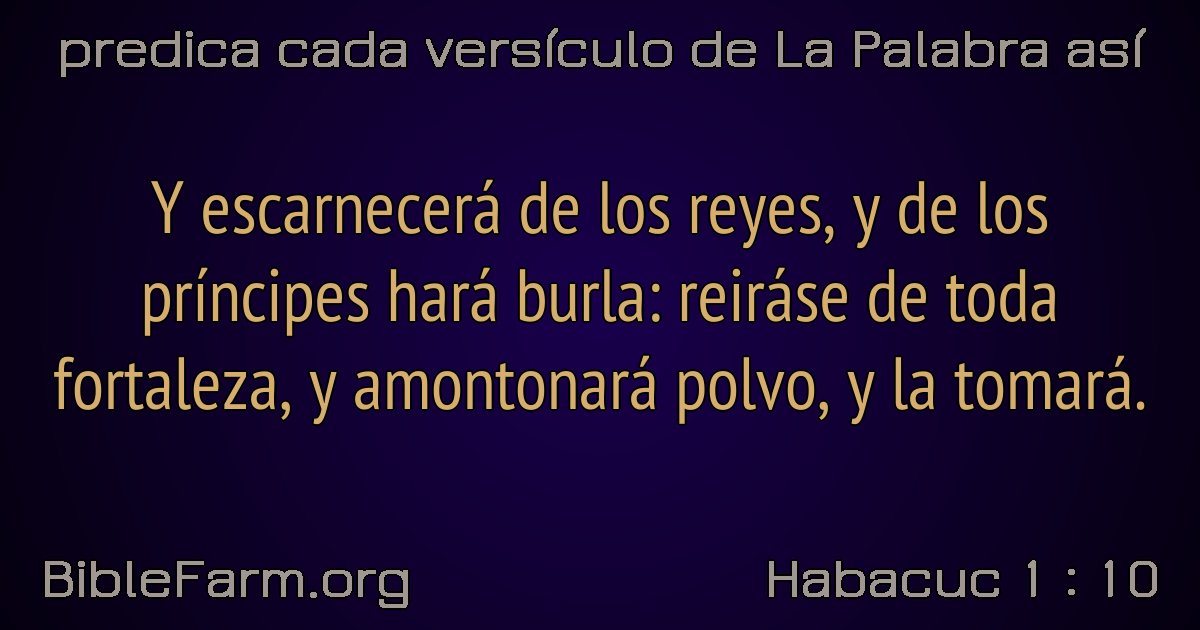 predica cada versículo de La Palabra así
Y escarnecerá de los reyes, y de los
príncipes hará burla: reiráse de toda
fortaleza, y amontonará polvo, y la tomará.
BibleFarm.org
Habacuc 1 : 10